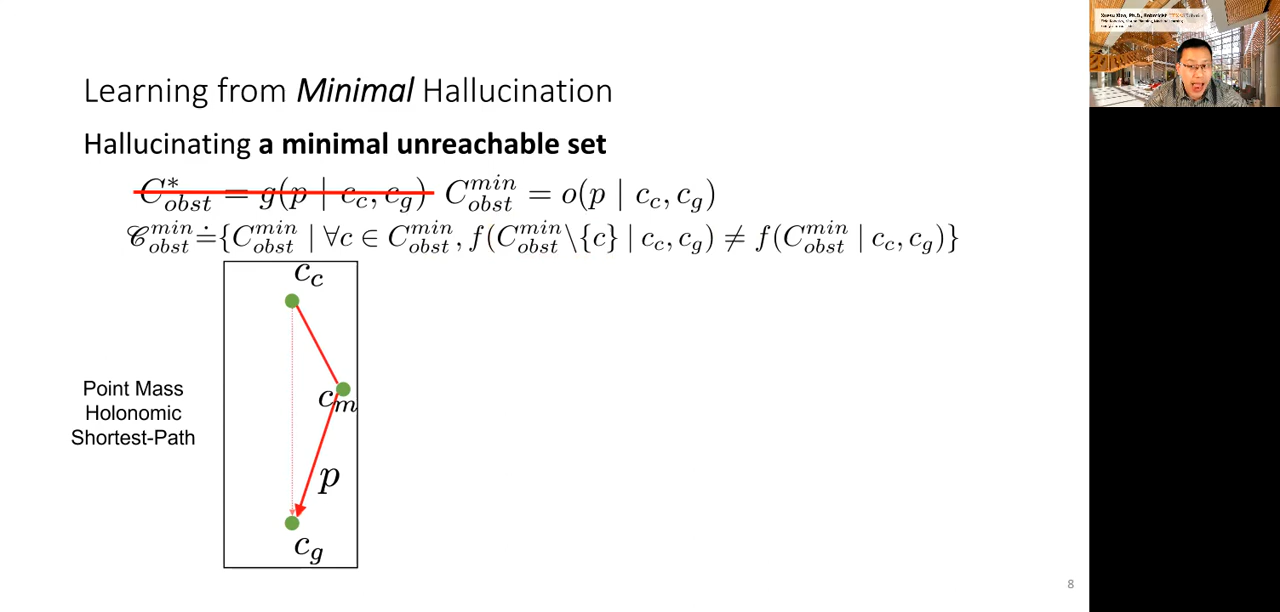 Learning from Minimal Hallucination
Hallucinating a minimal unreachable set
C*_obst = g(p | c_c, c_g) C^min_obst = o(p | c_c, c_g)
𝒞^min_obst ≐ {C^min_obst | ∀c ∈ C^min_obst, f(C^min_obst \ {c} | c_c, c_g) ≠ f(C^min_obst | c_c, c_g)}
c_c
Point Mass
Holonomic
Shortest-Path
c_m
p
c_g
8